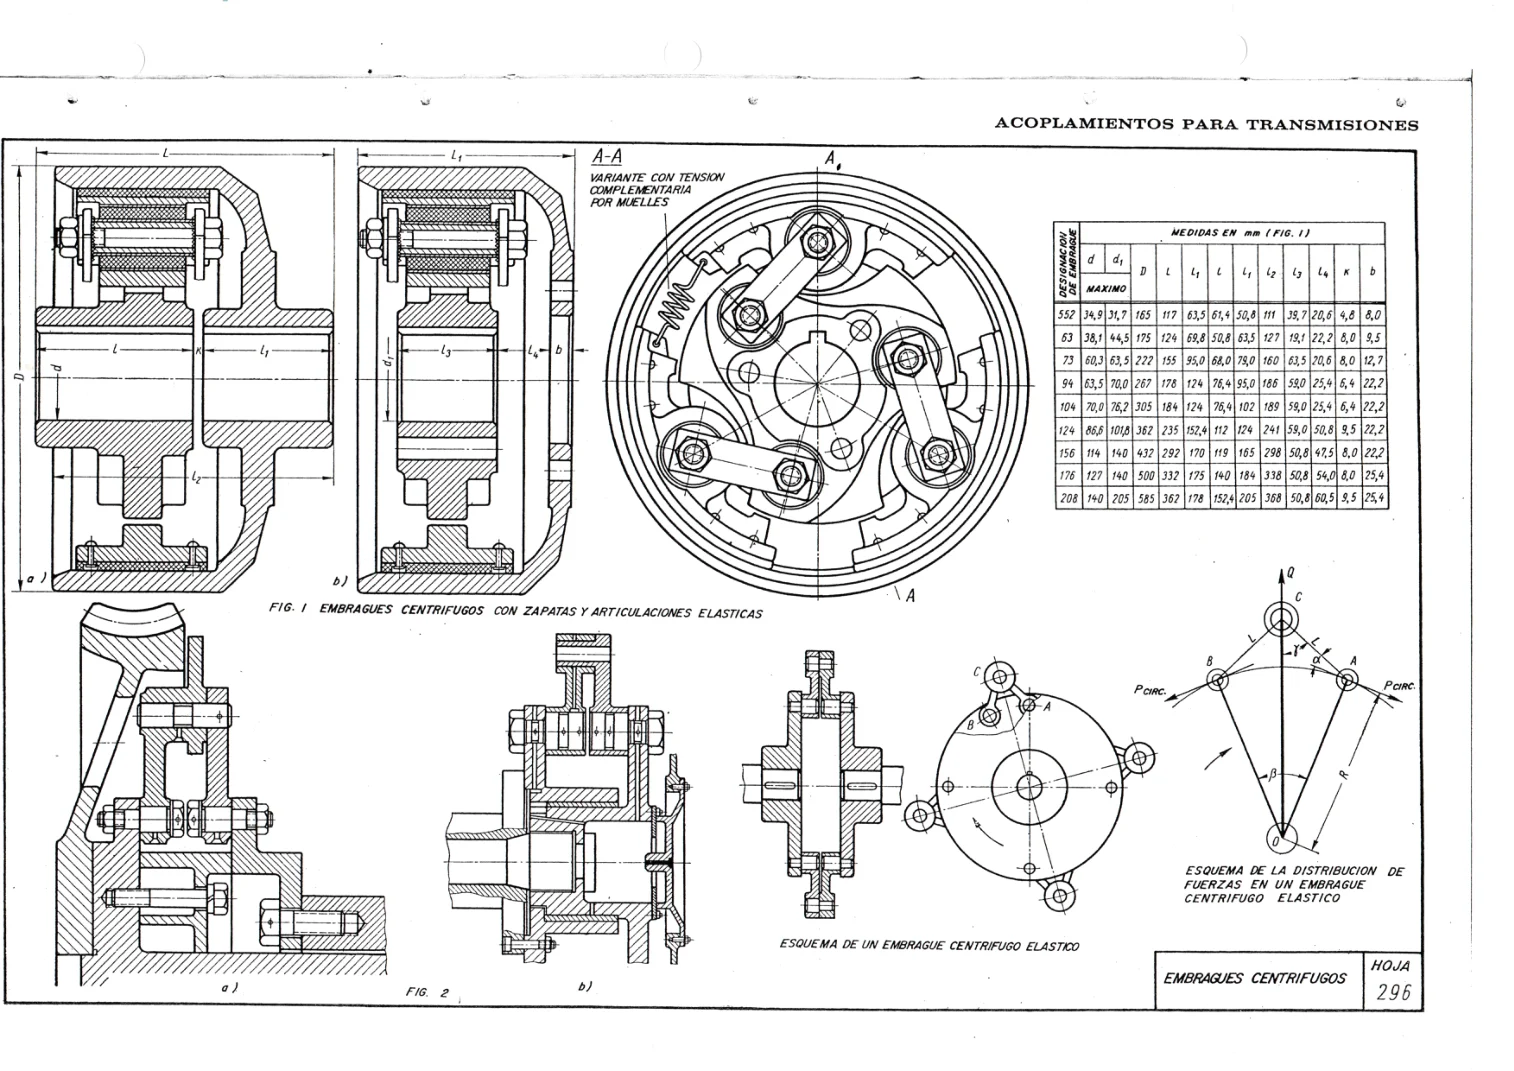 ACOPLAMIENTOS PARA TRANSMISIONES
L
D
l
K
l1
d
l2
a)
L1
d1
l3
l4
b
b)
A-A
VARIANTE CON TENSION
COMPLEMENTARIA
POR MUELLES
A
A
FIG. 1 EMBRAGUES CENTRIFUGOS CON ZAPATAS Y ARTICULACIONES ELASTICAS
DESIGNACION DE EMBRAGUE
MEDIDAS EN mm (FIG. 1)
d d1 D L L1 l l1 l2 l3 l4 K b
MAXIMO
552 34,9 31,7 165 117 63,5 61,4 50,8 111 39,7 20,6 4,8 8,0
63 38,1 44,5 175 124 69,8 50,8 63,5 127 19,1 22,2 8,0 9,5
73 60,3 63,5 222 155 95,0 68,0 79,0 160 63,5 20,6 8,0 12,7
94 63,5 70,0 267 178 124 76,4 95,0 186 59,0 25,4 6,4 22,2
104 70,0 76,2 305 184 124 76,4 102 189 59,0 25,4 6,4 22,2
124 86,6 101,8 362 235 152,4 112 124 241 59,0 50,8 9,5 22,2
156 114 140 432 292 170 119 165 298 50,8 47,5 8,0 22,2
176 127 140 500 332 175 140 184 338 50,8 54,0 8,0 25,4
208 140 205 585 362 178 152,4 205 368 50,8 60,5 9,5 25,4
a)
FIG. 2
b)
C
B
A
ESQUEMA DE UN EMBRAGUE CENTRIFUGO ELASTICO
Q
C
L
L
γ
α
B
A
P CIRC.
P CIRC.
β
R
O
ESQUEMA DE LA DISTRIBUCION DE
FUERZAS EN UN EMBRAGUE
CENTRIFUGO ELASTICO
EMBRAGUES CENTRIFUGOS
HOJA
296